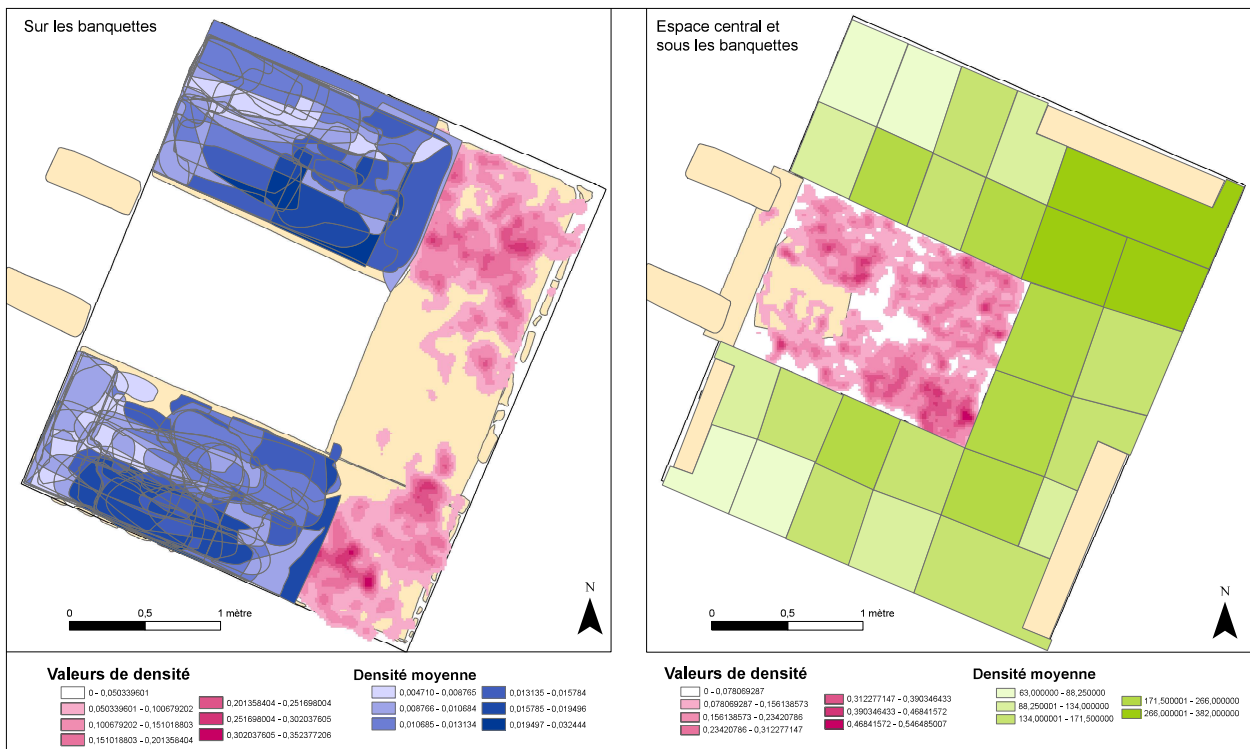 Sur les banquettes
N
0 0,5 1 mètre
Valeurs de densité
0 - 0,050339601
0,050339601 - 0,100679202
0,100679202 - 0,151018803
0,151018803 - 0,201358404
0,201358404 - 0,251698004
0,251698004 - 0,302037605
0,302037605 - 0,352377206
Densité moyenne
0,004710 - 0,008765
0,008766 - 0,010684
0,010685 - 0,013134
0,013135 - 0,015784
0,015785 - 0,019496
0,019497 - 0,032444
Espace central et
sous les banquettes
N
0 0,5 1 mètre
Valeurs de densité
0 - 0,078069287
0,078069287 - 0,156138573
0,156138573 - 0,23420786
0,23420786 - 0,312277147
0,312277147 - 0,390346433
0,390346433 - 0,46841572
0,46841572 - 0,546485007
Densité moyenne
63,000000 - 88,250000
88,250001 - 134,000000
134,000001 - 171,500000
171,500001 - 266,000000
266,000001 - 382,000000